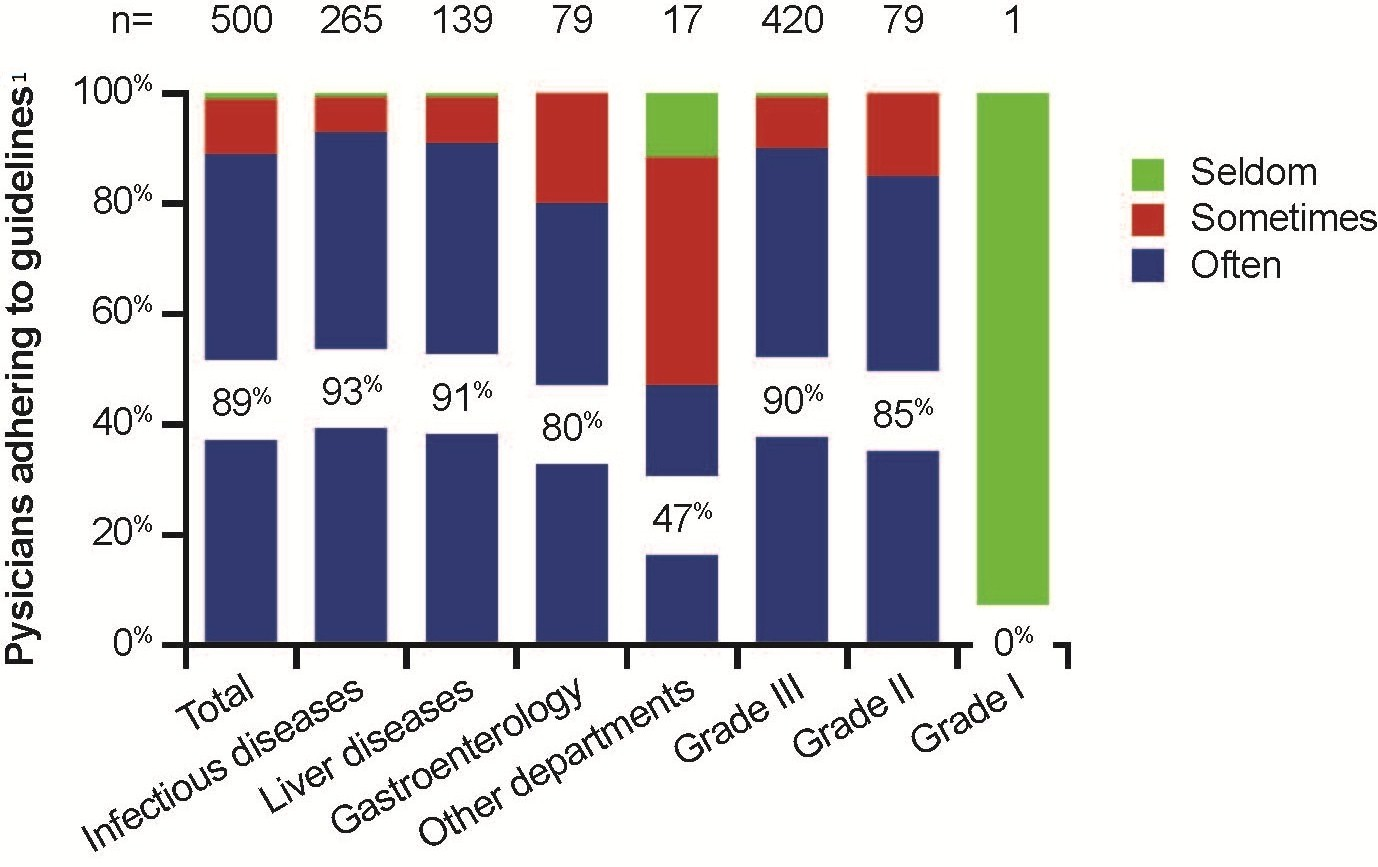 n= 500 265 139 79 17 420 79 1
Pysicians adhering to guidelines¹
100%
80%
60%
40%
20%
0%
89% 93% 91% 80% 47% 90% 85% 0%
Total
Infectious diseases
Liver diseases
Gastroenterology
Other departments
Grade III
Grade II
Grade I
Seldom
Sometimes
Often